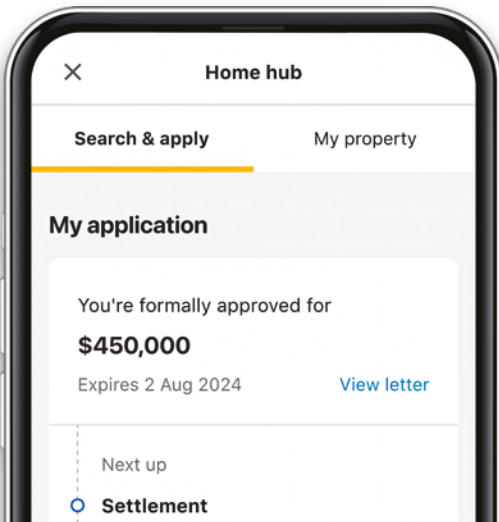 Home hub
Search & apply
My property
My application
You're formally approved for
$450,000
Expires 2 Aug 2024
View letter
Next up
Settlement